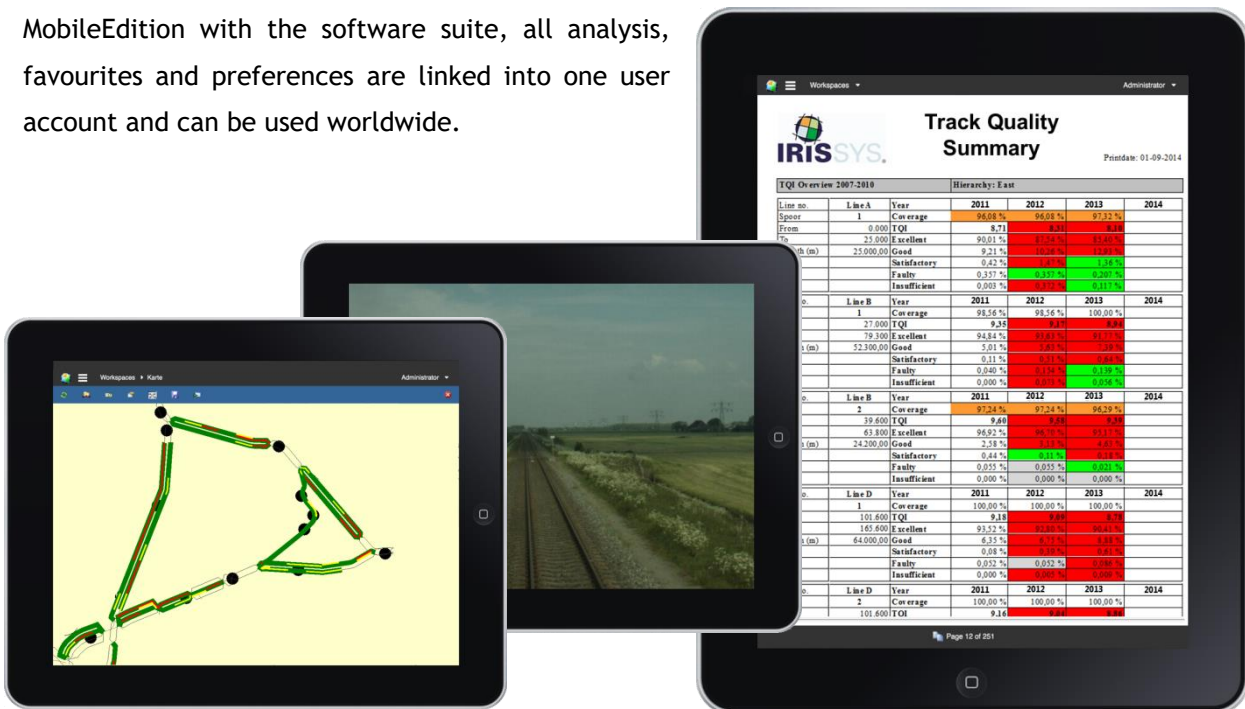 MobileEdition with the software suite, all analysis,
favourites and preferences are linked into one user
account and can be used worldwide.
Workspaces Administrator
IRISSYS.
Track Quality
Summary
Printdate: 01-09-2014
TQI Overview 2007-2010 Hierarchy: East
Line no. Line A Year 2011 2012 2013 2014
Spoor 1 Coverage 96,08 % 96,08 % 97,32 %
From 0.000 TQI 8,71
To 25.000 Excellent 90,01 % 87,54 % 85,40 %
(m) 25.000,00 Good 9,21 %
Satisfactory 0,42 % 1,36 %
Faulty 0,357 % 0,357 % 0,207 %
Insufficient 0,003 % 0,117 %
Line B Year 2011 2012 2013 2014
1 Coverage 98,56 % 98,56 % 100,00 %
27.000 TQI 9,35
79.300 Excellent 94,84 %
(m) 52.300,00 Good 5,01 %
Satisfactory 0,11 %
Faulty 0,040 % 0,139 %
Insufficient 0,000 % 0,056 %
Line B Year 2011 2012 2013 2014
2 Coverage 97,24 % 97,24 % 96,29 %
39.600 TQI 9,60
63.800 Excellent 96,92 %
(m) 24.200,00 Good 2,58 %
Satisfactory 0,44 % 0,11 %
Faulty 0,055 % 0,055 % 0,021 %
Insufficient 0,000 % 0,000 % 0,000 %
Line D Year 2011 2012 2013 2014
1 Coverage 100,00 % 100,00 % 100,00 %
101.600 TQI 9,18
165.600 Excellent 93,52 %
(m) 64.000,00 Good 6,35 %
Satisfactory 0,08 %
Faulty 0,052 % 0,052 %
Insufficient 0,000 %
Line D Year 2011 2012 2013 2014
2 Coverage 100,00 % 100,00 % 100,00 %
101.600 TQI 9,16
Page 12 of 251
Workspaces Karte Administrator